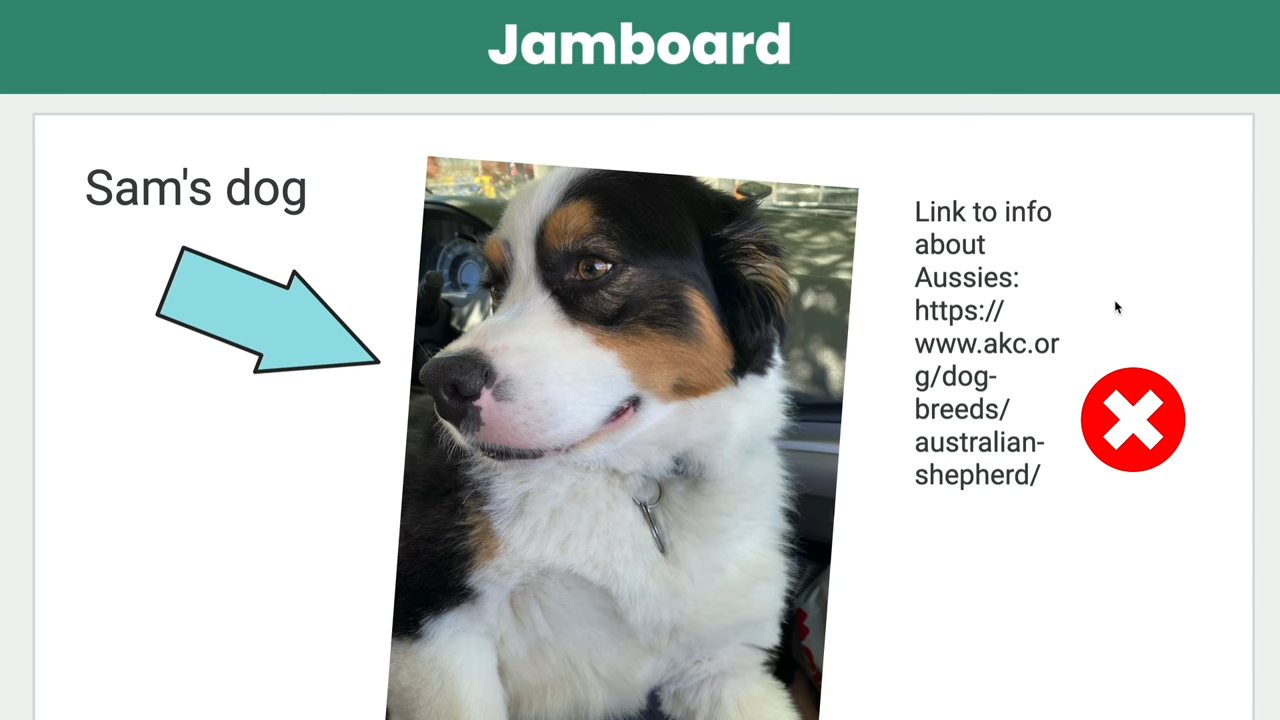 Jamboard
Sam's dog
Link to info
about
Aussies:
https://
www.akc.or
g/dog-
breeds/
australian-
shepherd/